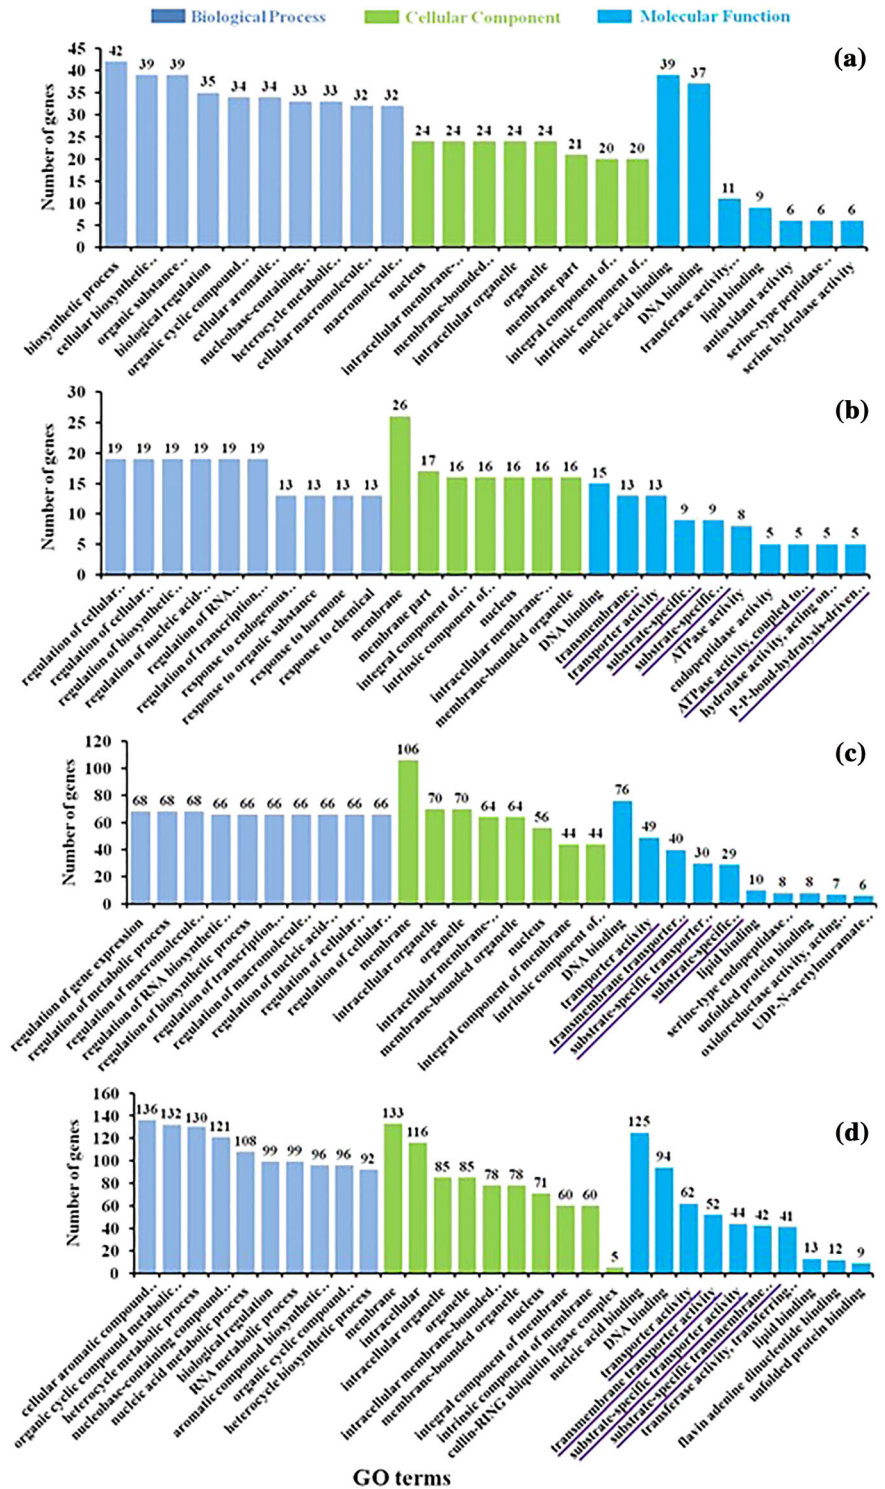 Biological Process Cellular Component Molecular Function
(a)
Number of genes
45
40
35
30
25
20
15
10
5
0
42 39 39 35 34 34 33 33 32 32 24 24 24 24 24 21 20 20 39 37 11 9 6 6 6
biosynthetic process
cellular biosynthetic..
organic substance..
biological regulation
organic cyclic compound..
cellular aromatic..
nucleobase-containing..
heterocycle metabolic..
cellular macromolecule..
macromolecule..
nucleus
intracellular membrane-..
membrane-bounded..
intracellular organelle
organelle
membrane part
integral component of..
intrinsic component of..
nucleic acid binding
DNA binding
transferase activity,..
lipid binding
antioxidant activity
serine-type peptidase..
serine hydrolase activity
(b)
Number of genes
30
25
20
15
10
5
0
19 19 19 19 19 19 13 13 13 13 26 17 16 16 16 16 16 15 13 13 9 9 8 5 5 5 5
regulation of cellular..
regulation of cellular..
regulation of biosynthetic..
regulation of nucleic acid-..
regulation of RNA..
regulation of transcription..
response to endogenous..
response to organic substance
response to hormone
response to chemical
membrane
membrane part
integral component of..
intrinsic component of..
nucleus
intracellular membrane-..
membrane-bounded organelle
DNA binding
transmembrane..
transporter activity
substrate-specific..
substrate-specific..
ATPase activity
endopeptidase activity
ATPase activity, coupled to..
hydrolase activity, acting on..
P-P-bond-hydrolysis-driven..
(c)
Number of genes
120
100
80
60
40
20
0
68 68 68 66 66 66 66 66 66 66 106 70 70 64 64 56 44 44 76 49 40 30 29 10 8 8 7 6
regulation of gene expression
regulation of metabolic process
regulation of macromolecule..
regulation of RNA biosynthetic..
regulation of biosynthetic process
regulation of transcription,..
regulation of macromolecule..
regulation of nucleic acid-..
regulation of cellular..
regulation of cellular..
membrane
intracellular organelle
organelle
intracellular membrane-..
membrane-bounded organelle
nucleus
integral component of membrane
intrinsic component of..
DNA binding
transporter activity
transmembrane transporter..
substrate-specific transporter..
substrate-specific..
lipid binding
serine-type endopeptidase..
unfolded protein binding
oxidoreductase activity, acting..
UDP-N-acetylmuramate..
(d)
Number of genes
160
140
120
100
80
60
40
20
0
136 132 130 121 108 99 99 96 96 92 133 116 85 85 78 78 71 60 60 5 125 94 62 52 44 42 41 13 12 9
cellular aromatic compound..
organic cyclic compound metabolic..
heterocycle metabolic process
nucleobase-containing compound..
nucleic acid metabolic process
biological regulation
RNA metabolic process
aromatic compound biosynthetic..
organic cyclic compound..
heterocycle biosynthetic process
membrane
intracellular
intracellular organelle
organelle
intracellular membrane-bounded..
membrane-bounded organelle
nucleus
integral component of membrane
intrinsic component of membrane
cullin-RING ubiquitin ligase complex
nucleic acid binding
DNA binding
transporter activity
transmembrane transporter activity
substrate-specific transporter activity
substrate-specific transmembrane..
transferase activity, transferring..
lipid binding
flavin adenine dinucleotide binding
unfolded protein binding
GO terms